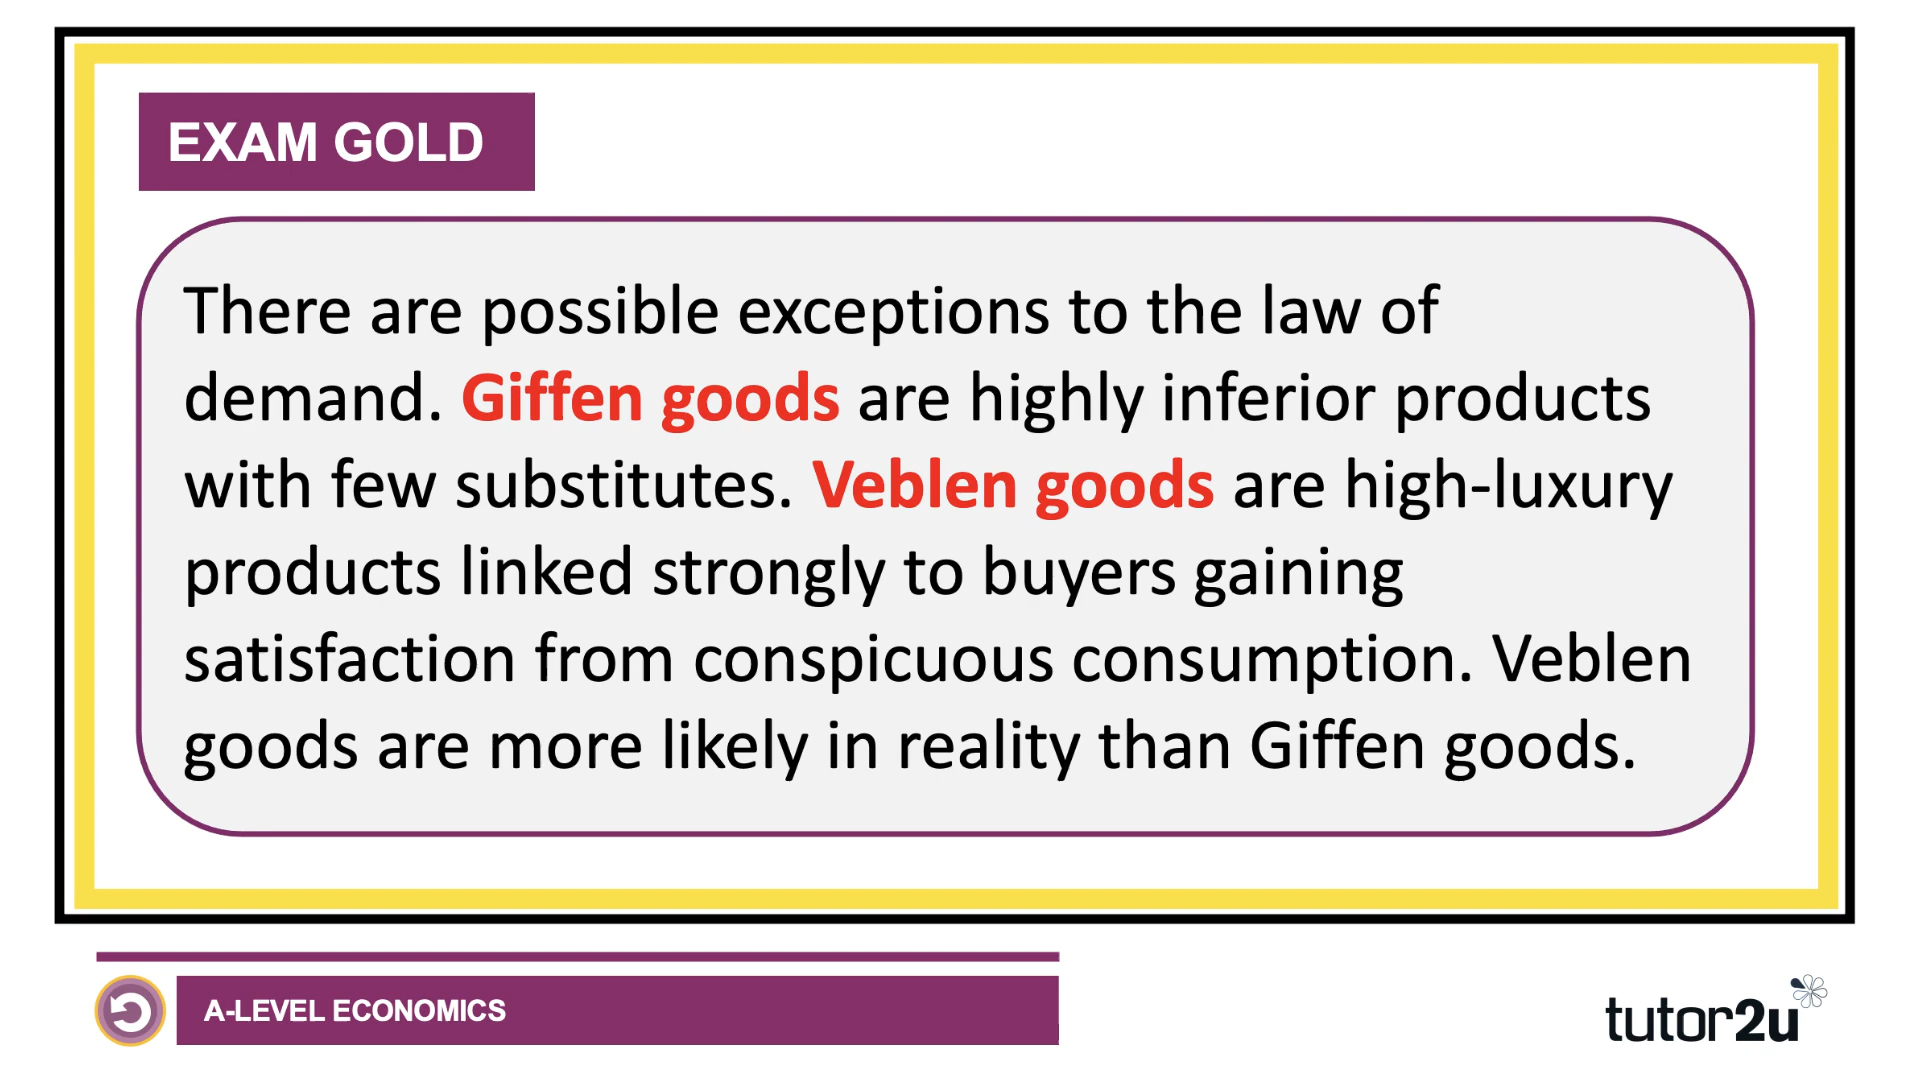 EXAM GOLD
There are possible exceptions to the law of
demand. Giffen goods are highly inferior products
with few substitutes. Veblen goods are high-luxury
products linked strongly to buyers gaining
satisfaction from conspicuous consumption. Veblen
goods are more likely in reality than Giffen goods.
A-LEVEL ECONOMICS
tutor2u